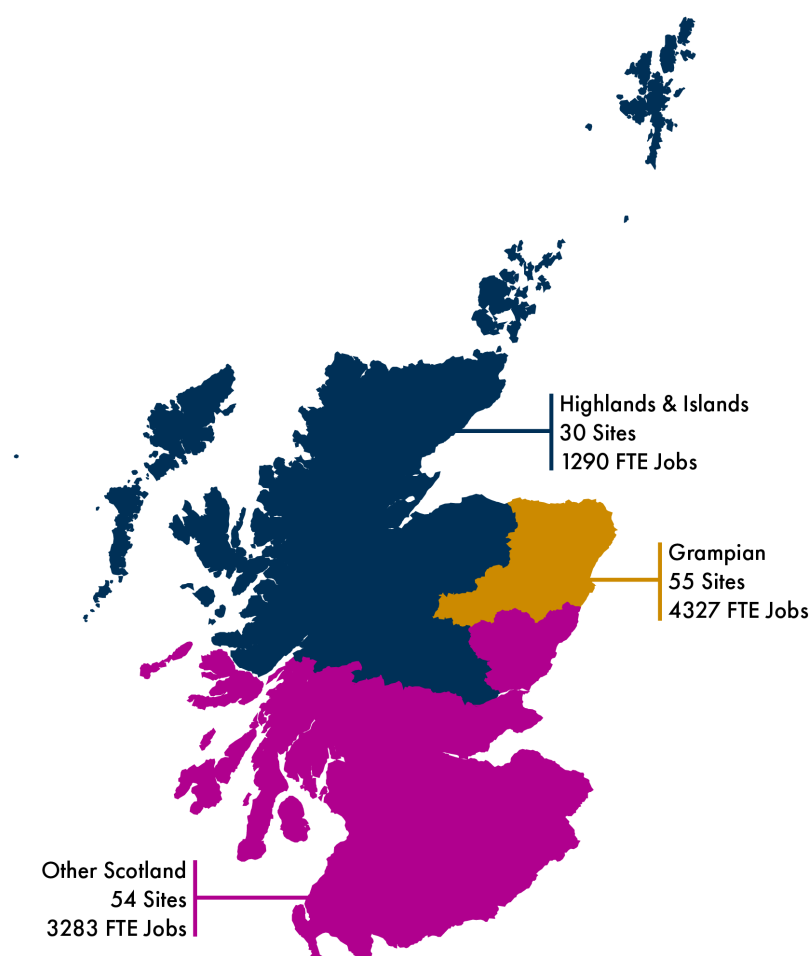 Highlands & Islands
30 Sites
1290 FTE Jobs
Grampian
55 Sites
4327 FTE Jobs
Other Scotland
54 Sites
3283 FTE Jobs